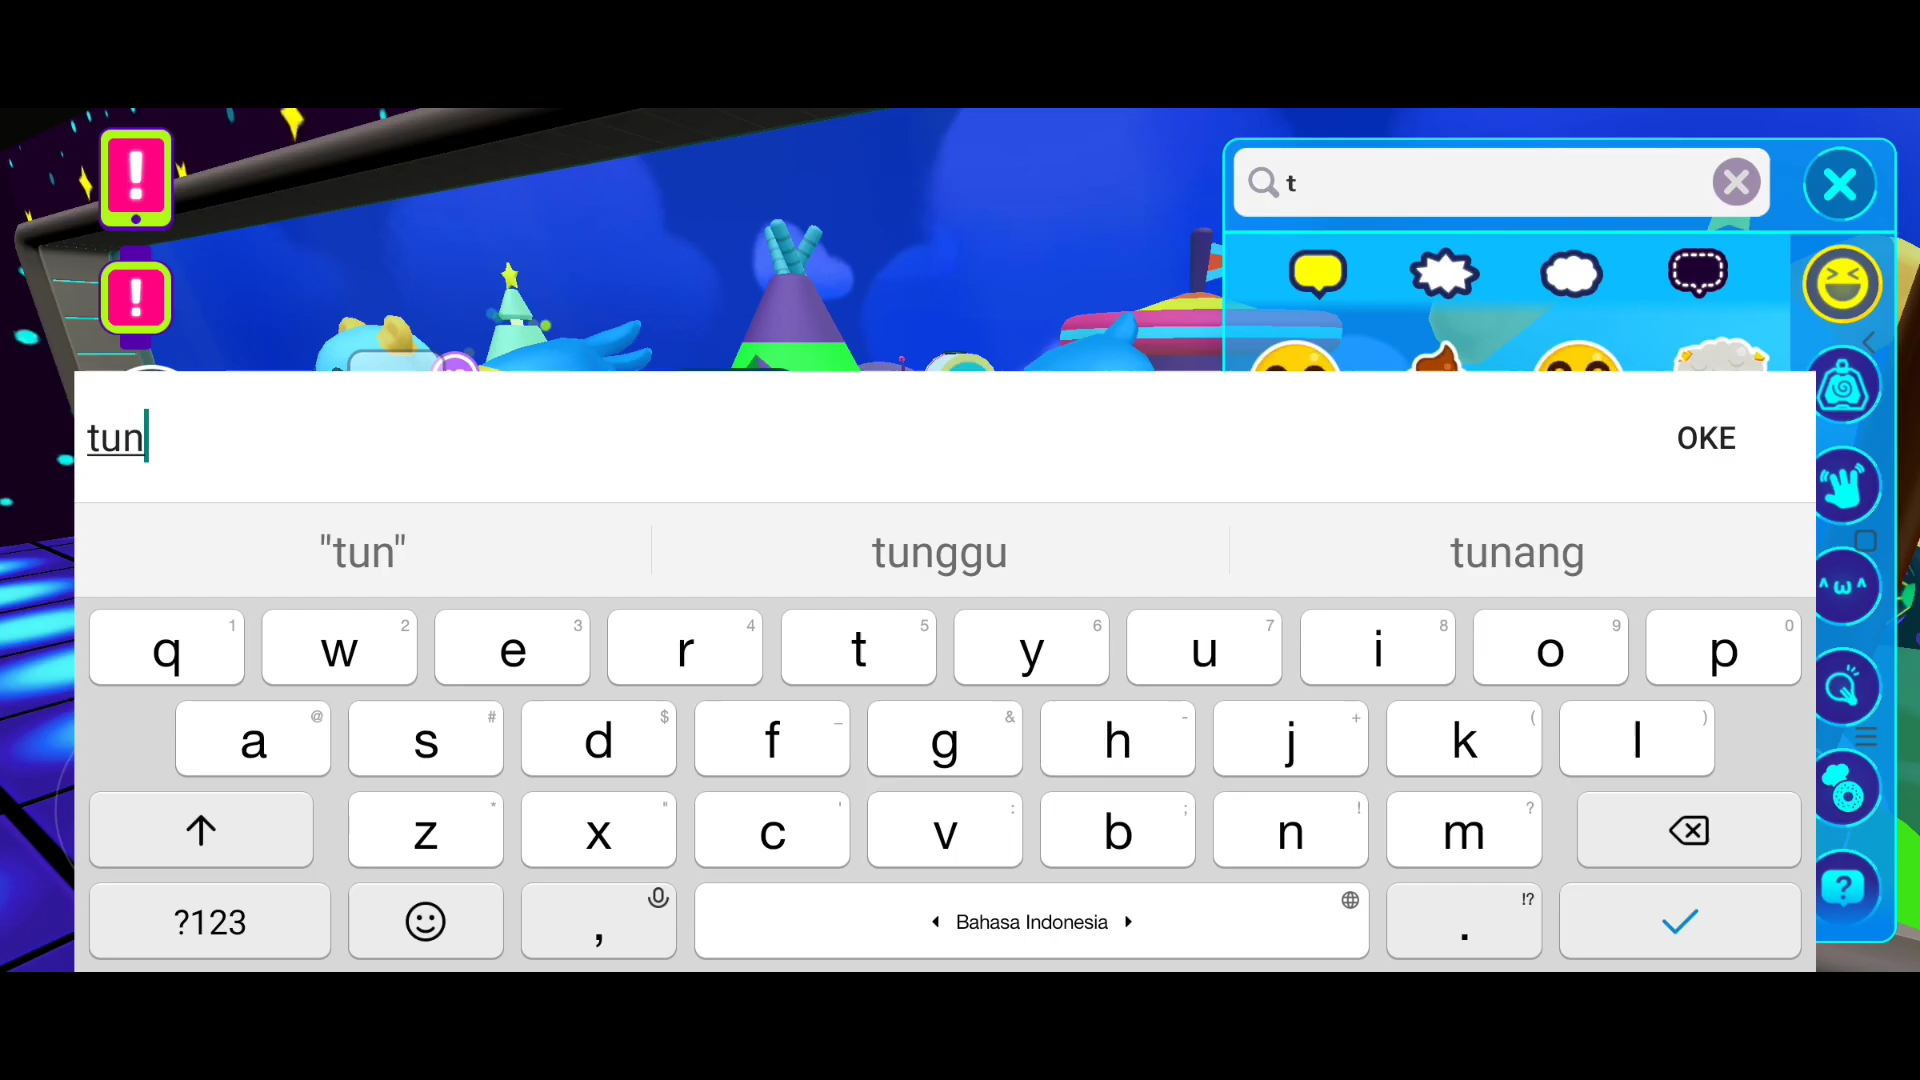 !
t
!
tun
OKE
"tun" tunggu tunang
q 1 w 2 e 3 r 4 t 5 y 6 u 7 i 8 o 9 p 0
a @ s # d $ f _ g & h - j + k ( l )
z * x " c ' v : b ; n ! m ?
?123 , Bahasa Indonesia . !?
^ω^
?